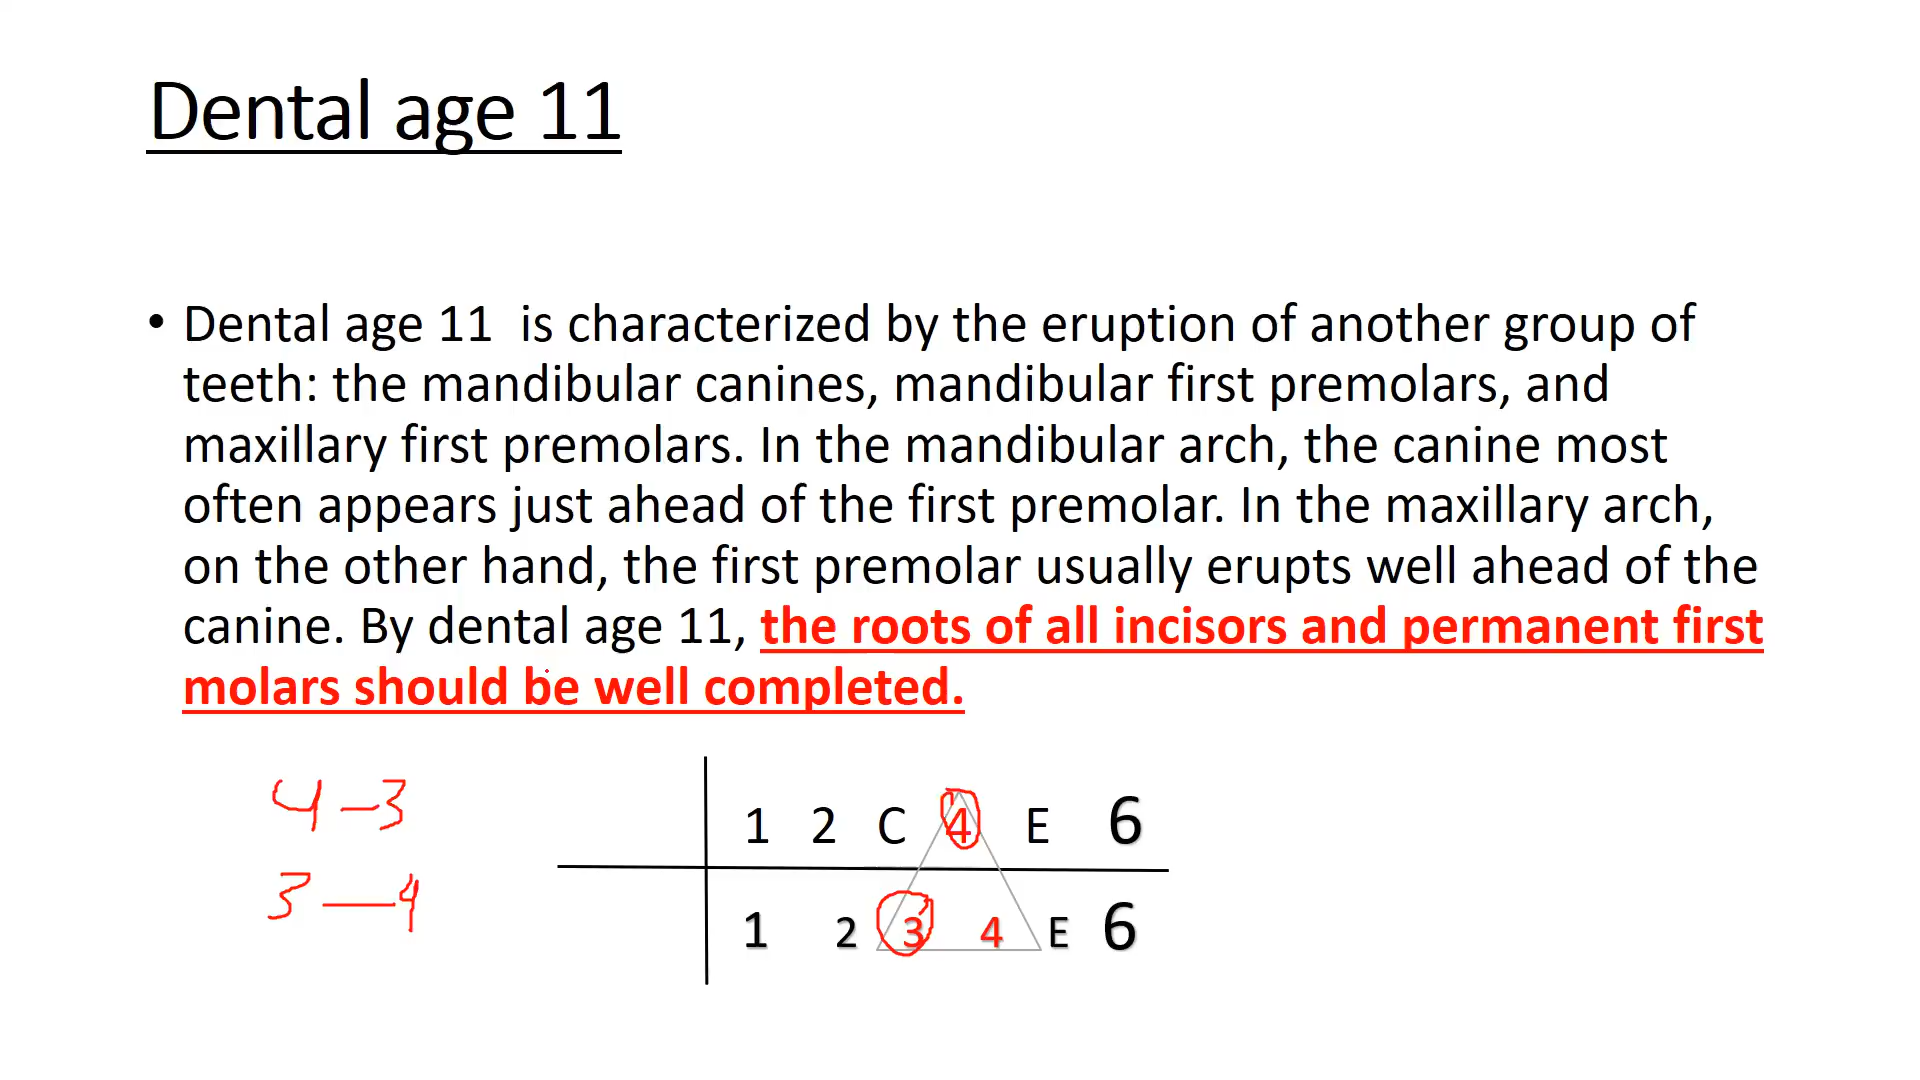 Dental age 11
• Dental age 11 is characterized by the eruption of another group of
teeth: the mandibular canines, mandibular first premolars, and
maxillary first premolars. In the mandibular arch, the canine most
often appears just ahead of the first premolar. In the maxillary arch,
on the other hand, the first premolar usually erupts well ahead of the
canine. By dental age 11, the roots of all incisors and permanent first
molars should be well completed.
4 – 3
3 — 4
1 2 C 4 E 6
1 2 3 4 E 6